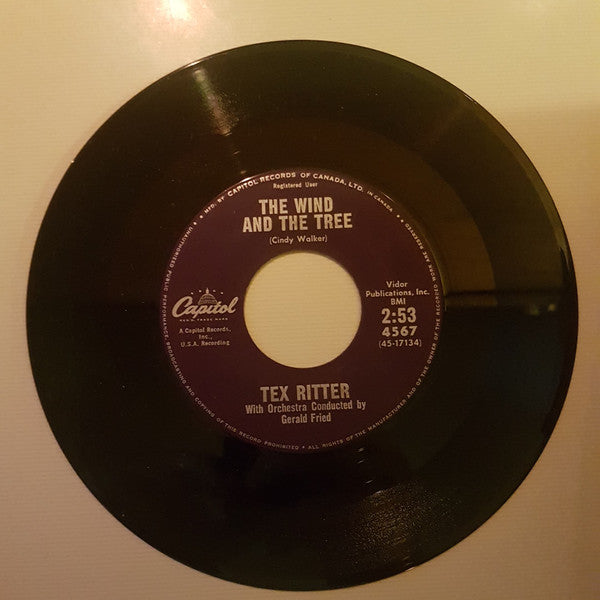 MFD. BY CAPITOL RECORDS OF CANADA, LTD. IN CANADA.
Registered User
THE WIND
AND THE TREE
(Cindy Walker)
Capitol
A Capitol Records,
Inc.,
U.S.A. Recording
Vidor
Publications, Inc.
BMI
2:53
4567
(45-17134)
TEX RITTER
With Orchestra Conducted by
Gerald Fried
UNAUTHORIZED PUBLIC PERFORMANCE, BROADCASTING AND COPYING OF THIS RECORD PROHIBITED • ALL RIGHTS OF THE MANUFACTURER AND OF THE OWNER OF THE RECORDED WORK ARE RESERVED